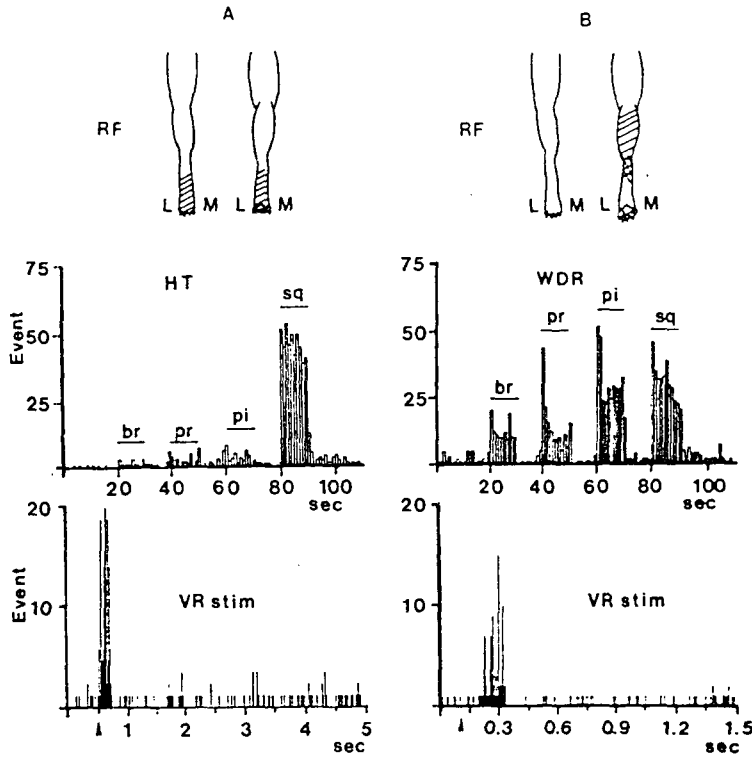 A B
RF RF
L M L M L M
75 75
HT WDR
sq
pi
pr sq
50 50
Event
25 25
br pr pi br
20 40 60 80 100 20 40 60 80 100
sec sec
20 20
Event
VR stim VR stim
10 10
1 2 3 4 5 0.3 0.6 0.9 1.2 1.5
sec sec